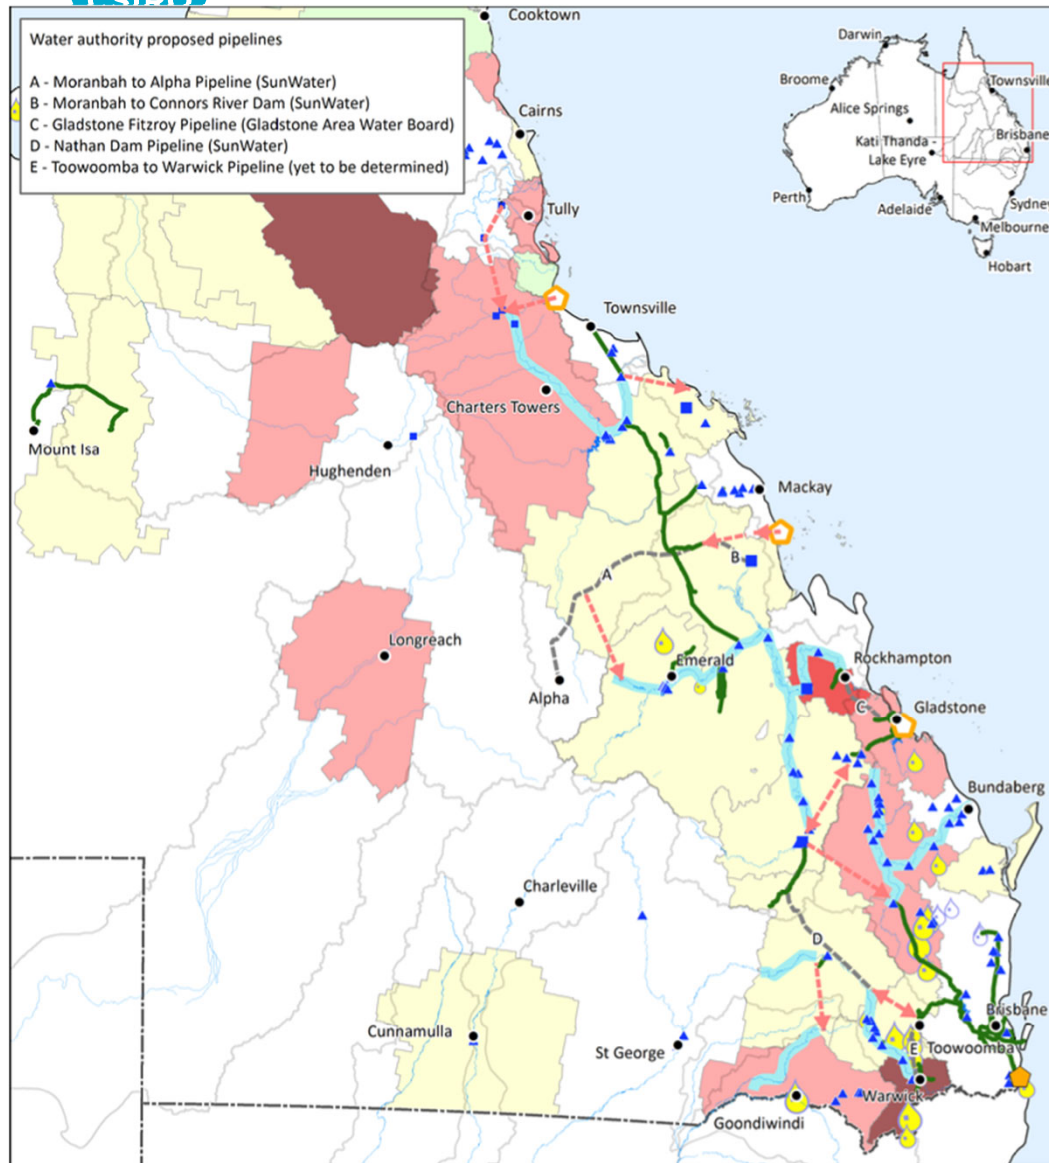 Cooktown
Water authority proposed pipelines
A - Moranbah to Alpha Pipeline (SunWater)
B - Moranbah to Connors River Dam (SunWater)
C - Gladstone Fitzroy Pipeline (Gladstone Area Water Board)
D - Nathan Dam Pipeline (SunWater)
E - Toowoomba to Warwick Pipeline (yet to be determined)
Darwin
Broome
Townsville
Alice Springs
Kati Thanda -
Lake Eyre
Brisbane
Perth
Adelaide
Sydney
Melbourne
Hobart
Cairns
Tully
Townsville
Charters Towers
Mount Isa
Hughenden
Mackay
A
B
Longreach
Alpha
Emerald
Rockhampton
C
Gladstone
Bundaberg
Charleville
D
Cunnamulla
St George
Brisbane
E
Toowoomba
Warwick
Goondiwindi